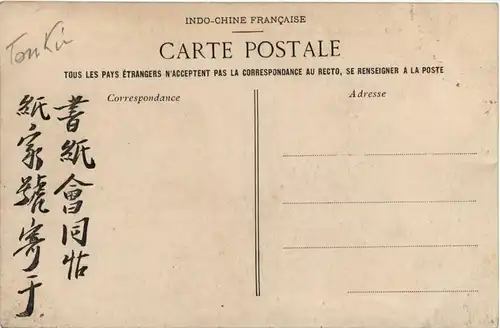 INDO-CHINE FRANÇAISE
Tonkin
CARTE POSTALE
TOUS LES PAYS ÉTRANGERS N'ACCEPTENT PAS LA CORRESPONDANCE AU RECTO, SE RENSEIGNER A LA POSTE
Correspondance
Adresse
書紙會同帖
紙家號寄于